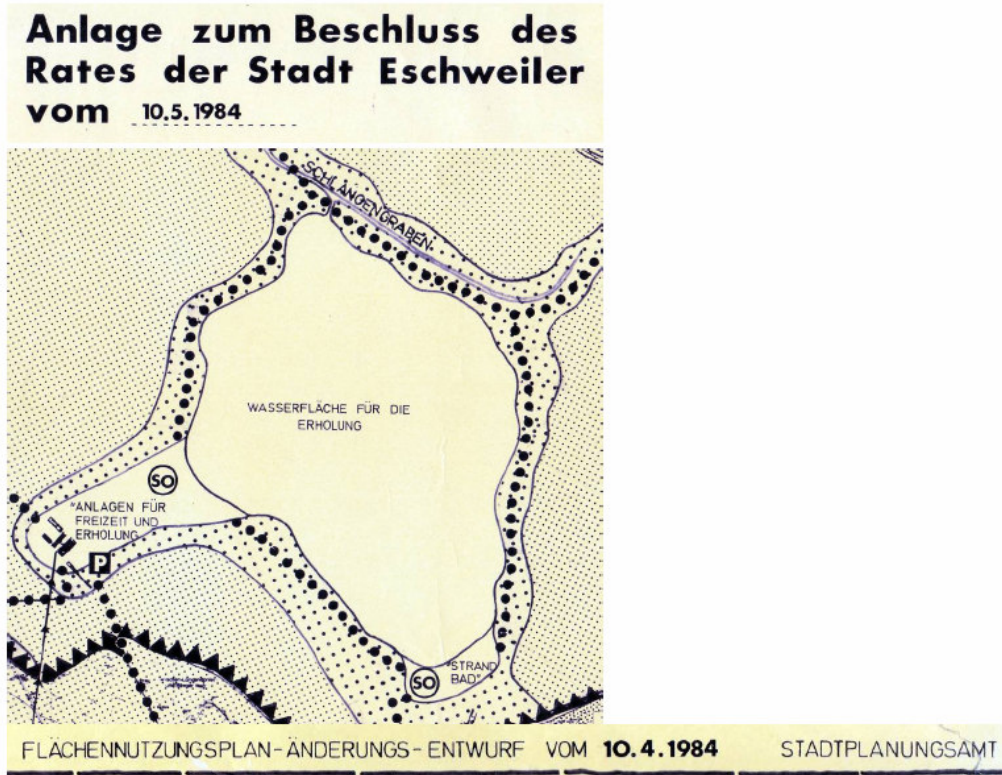 Anlage zum Beschluss des
Rates der Stadt Eschweiler
vom 10.5.1984
SCHLANGENGRABEN
WASSERFLÄCHE FÜR DIE
ERHOLUNG
SO
"ANLAGEN FÜR
FREIZEIT UND
ERHOLUNG
P
"STRAND
BAD"
SO
FLÄCHENNUTZUNGSPLAN-ÄNDERUNGS-ENTWURF VOM 10.4.1984 STADTPLANUNGSAMT